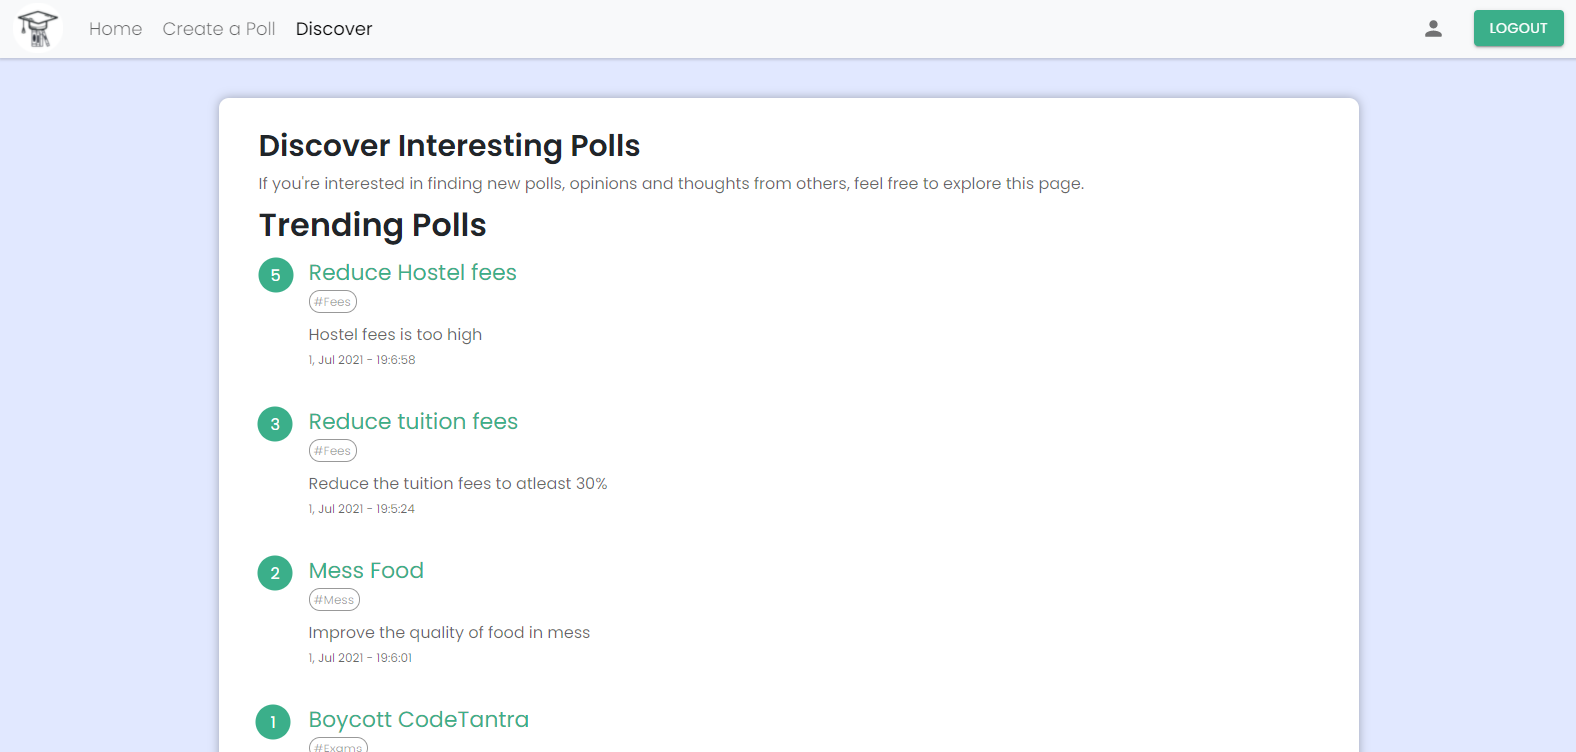 Home Create a Poll Discover LOGOUT
Discover Interesting Polls
If you're interested in finding new polls, opinions and thoughts from others, feel free to explore this page.
Trending Polls
5 Reduce Hostel fees
#Fees
Hostel fees is too high
1, Jul 2021 - 19:6:58
3 Reduce tuition fees
#Fees
Reduce the tuition fees to atleast 30%
1, Jul 2021 - 19:5:24
2 Mess Food
#Mess
Improve the quality of food in mess
1, Jul 2021 - 19:6:01
1 Boycott CodeTantra
#Exams